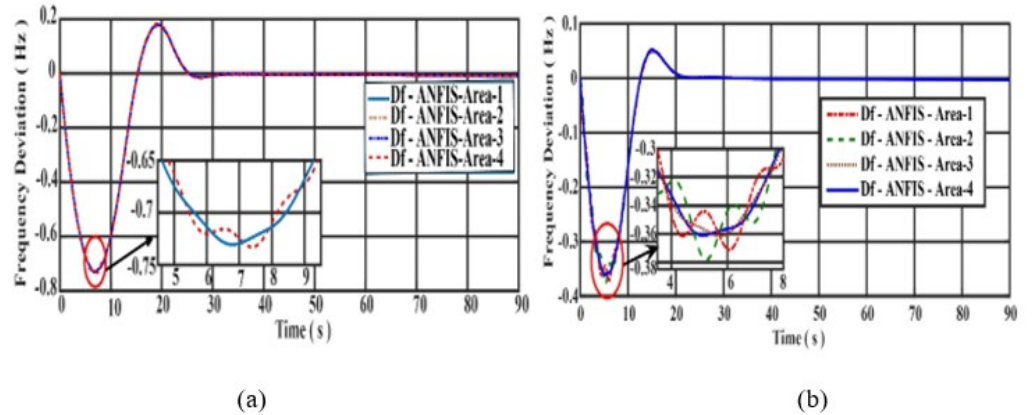 Frequency Deviation ( Hz )
0.2
0
-0.2
-0.4
-0.6
-0.8
0 10 20 30 40 50 60 70 80 90
Time ( s )
Df - ANFIS-Area-1
Df - ANFIS-Area-2
Df - ANFIS-Area-3
Df - ANFIS-Area-4
-0.65
-0.7
-0.75
5 6 7 8 9
(a)
Frequency Deviation ( Hz )
0.1
0
-0.1
-0.2
-0.3
-0.4
0 10 20 30 40 50 60 70 80 90
Time ( s )
Df - ANFIS - Area-1
Df - ANFIS - Area-2
Df - ANFIS - Area-3
Df - ANFIS - Area-4
-0.3
-0.32
-0.34
-0.36
-0.38
4 6 8
(b)